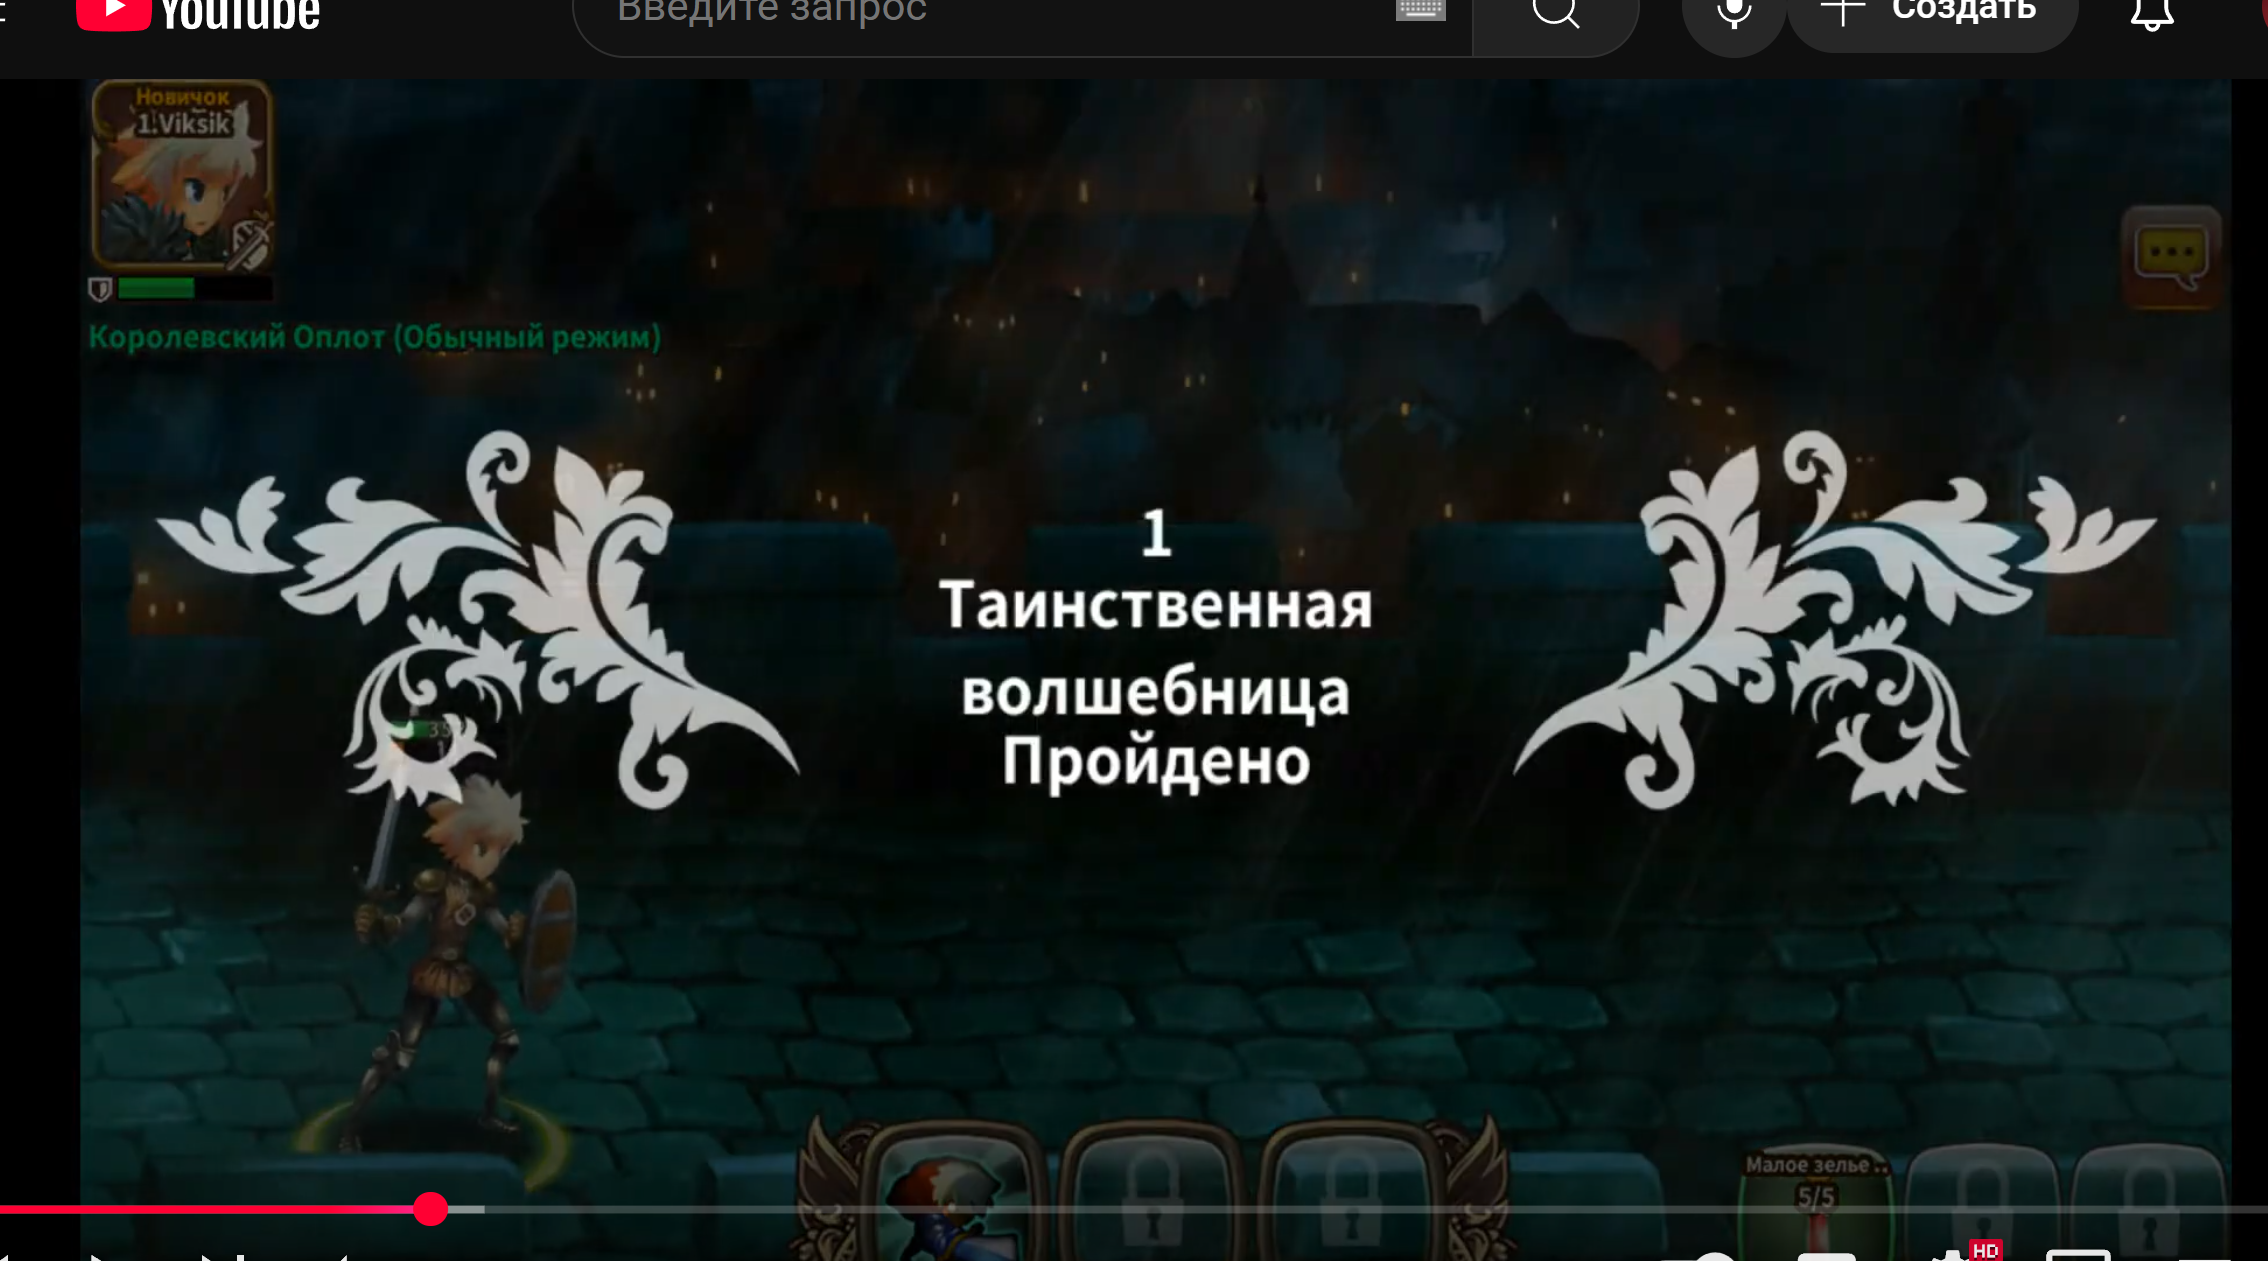 YouTube
Введите запрос
Создать
Новичок
1.Viksik
Королевский Оплот (Обычный режим)
1
Таинственная
волшебница
Пройдено
Малое зелье ..
5/5
HD